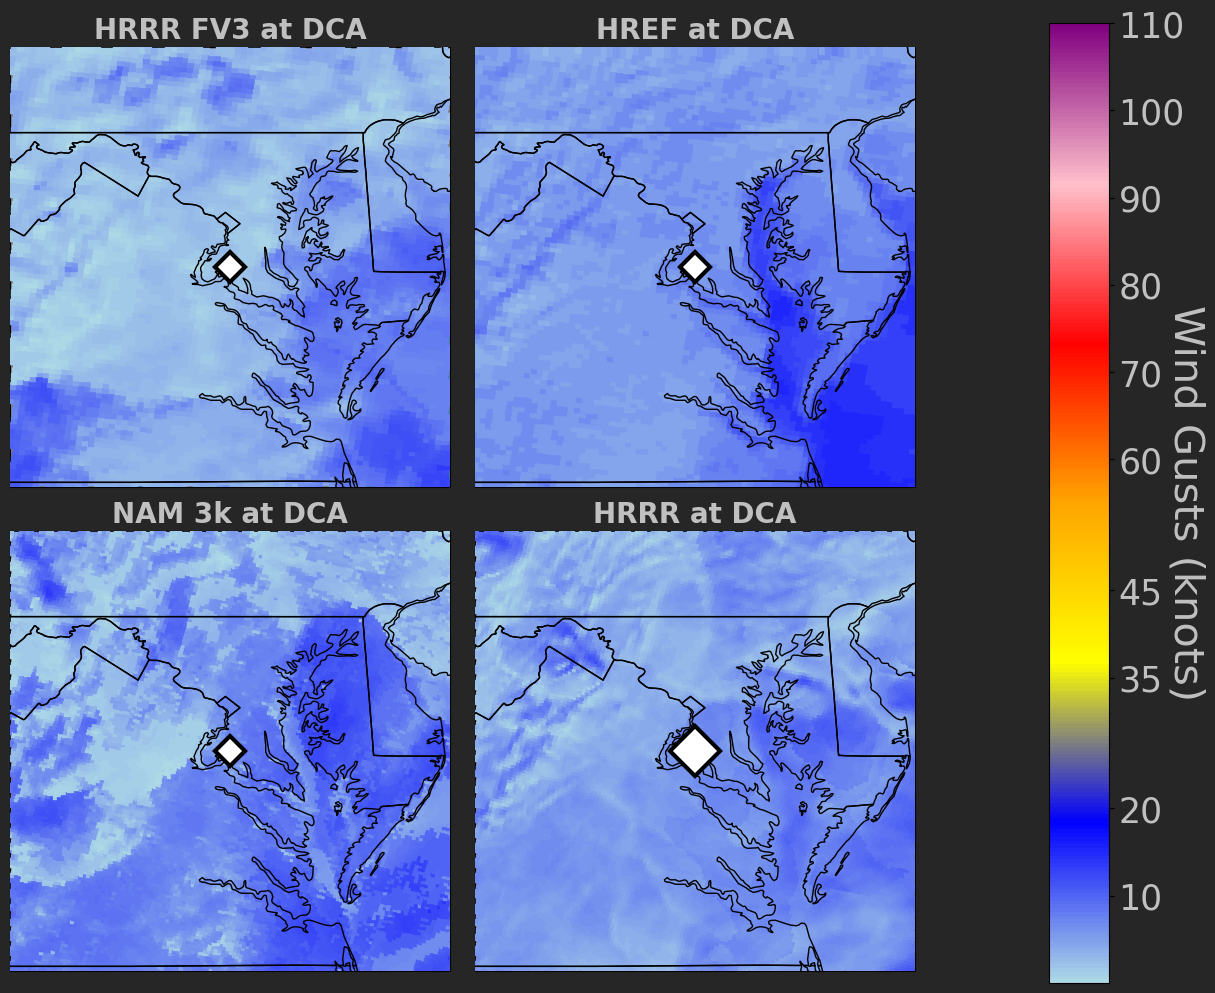 HRRR FV3 at DCA
HREF at DCA
NAM 3k at DCA
HRRR at DCA
110
100
90
80
70
60
45
35
20
10
Wind Gusts (knots)